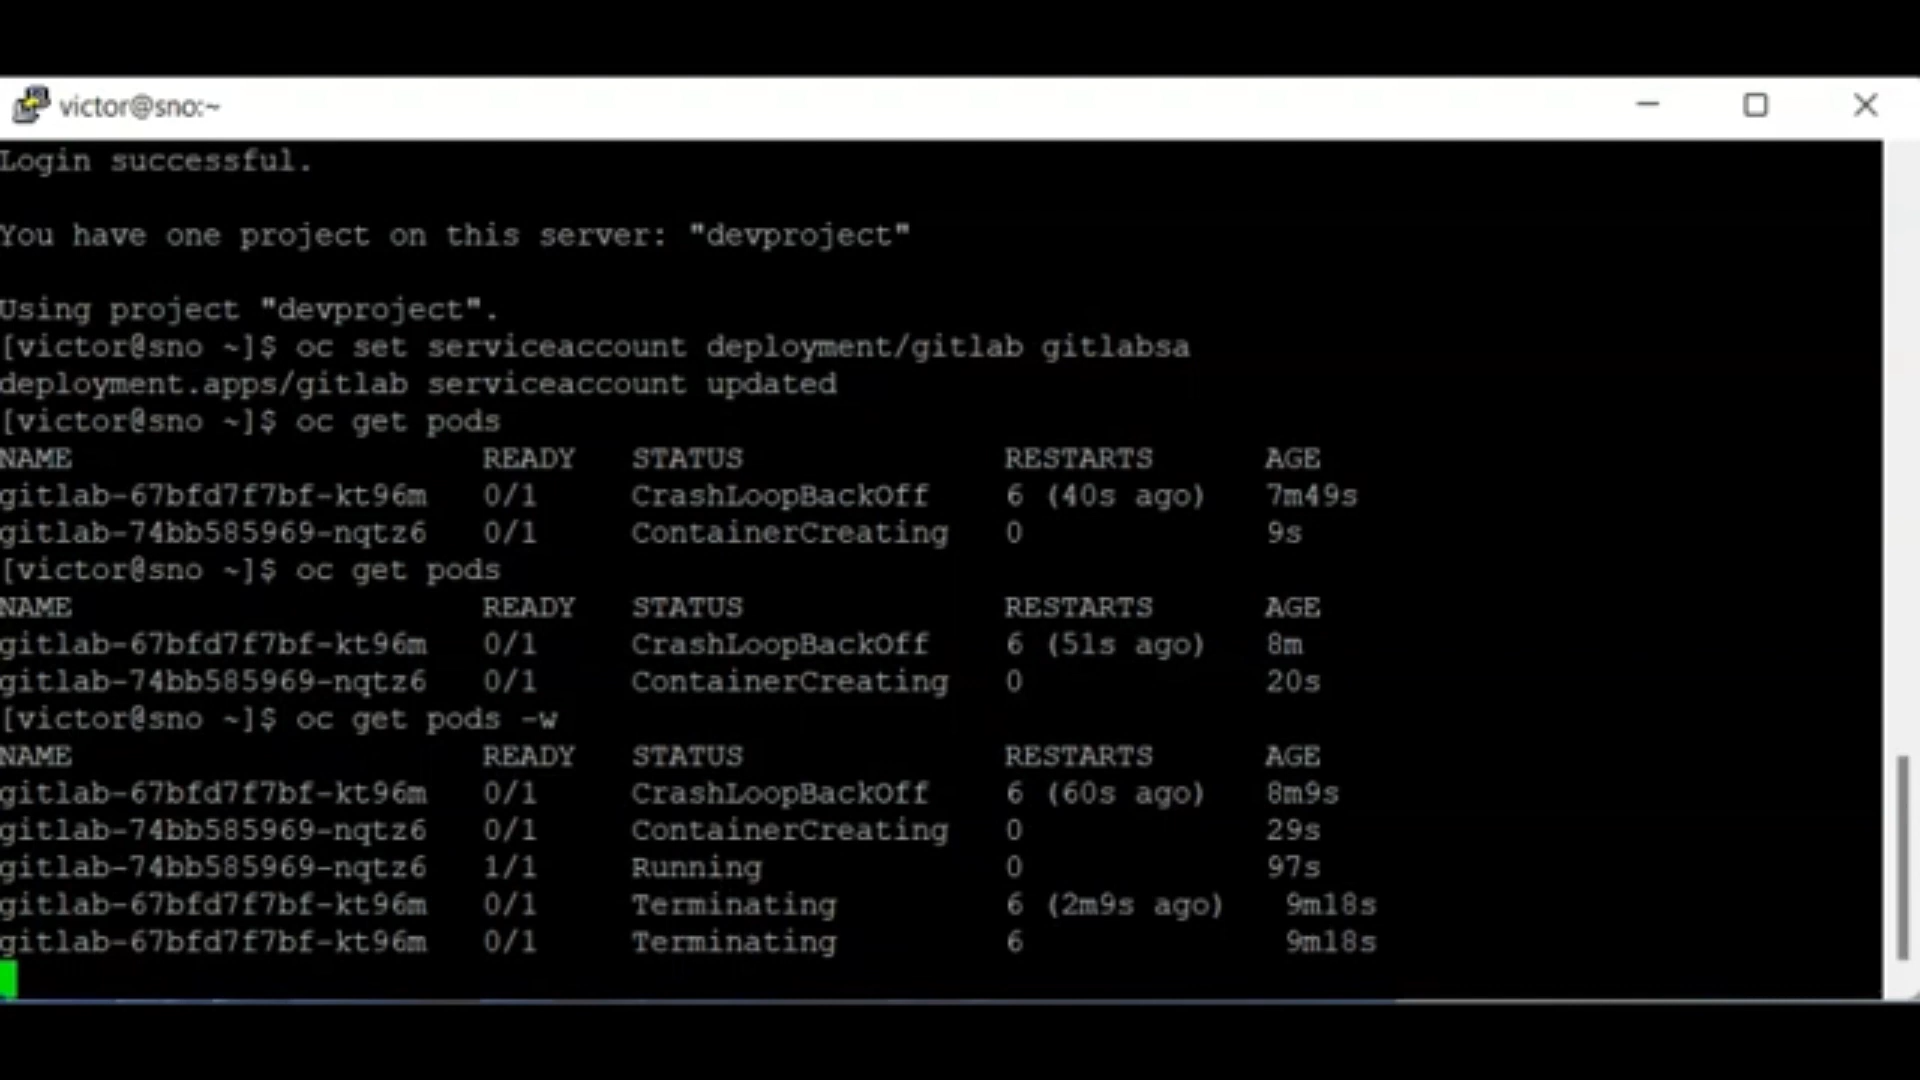 victor@sno:~
Login successful.
You have one project on this server: "devproject"
Using project "devproject".
[victor@sno ~]$ oc set serviceaccount deployment/gitlab gitlabsa
deployment.apps/gitlab serviceaccount updated
[victor@sno ~]$ oc get pods
NAME READY STATUS RESTARTS AGE
gitlab-67bfd7f7bf-kt96m 0/1 CrashLoopBackOff 6 (40s ago) 7m49s
gitlab-74bb585969-nqtz6 0/1 ContainerCreating 0 9s
[victor@sno ~]$ oc get pods
NAME READY STATUS RESTARTS AGE
gitlab-67bfd7f7bf-kt96m 0/1 CrashLoopBackOff 6 (51s ago) 8m
gitlab-74bb585969-nqtz6 0/1 ContainerCreating 0 20s
[victor@sno ~]$ oc get pods -w
NAME READY STATUS RESTARTS AGE
gitlab-67bfd7f7bf-kt96m 0/1 CrashLoopBackOff 6 (60s ago) 8m9s
gitlab-74bb585969-nqtz6 0/1 ContainerCreating 0 29s
gitlab-74bb585969-nqtz6 1/1 Running 0 97s
gitlab-67bfd7f7bf-kt96m 0/1 Terminating 6 (2m9s ago) 9m18s
gitlab-67bfd7f7bf-kt96m 0/1 Terminating 6 9m18s